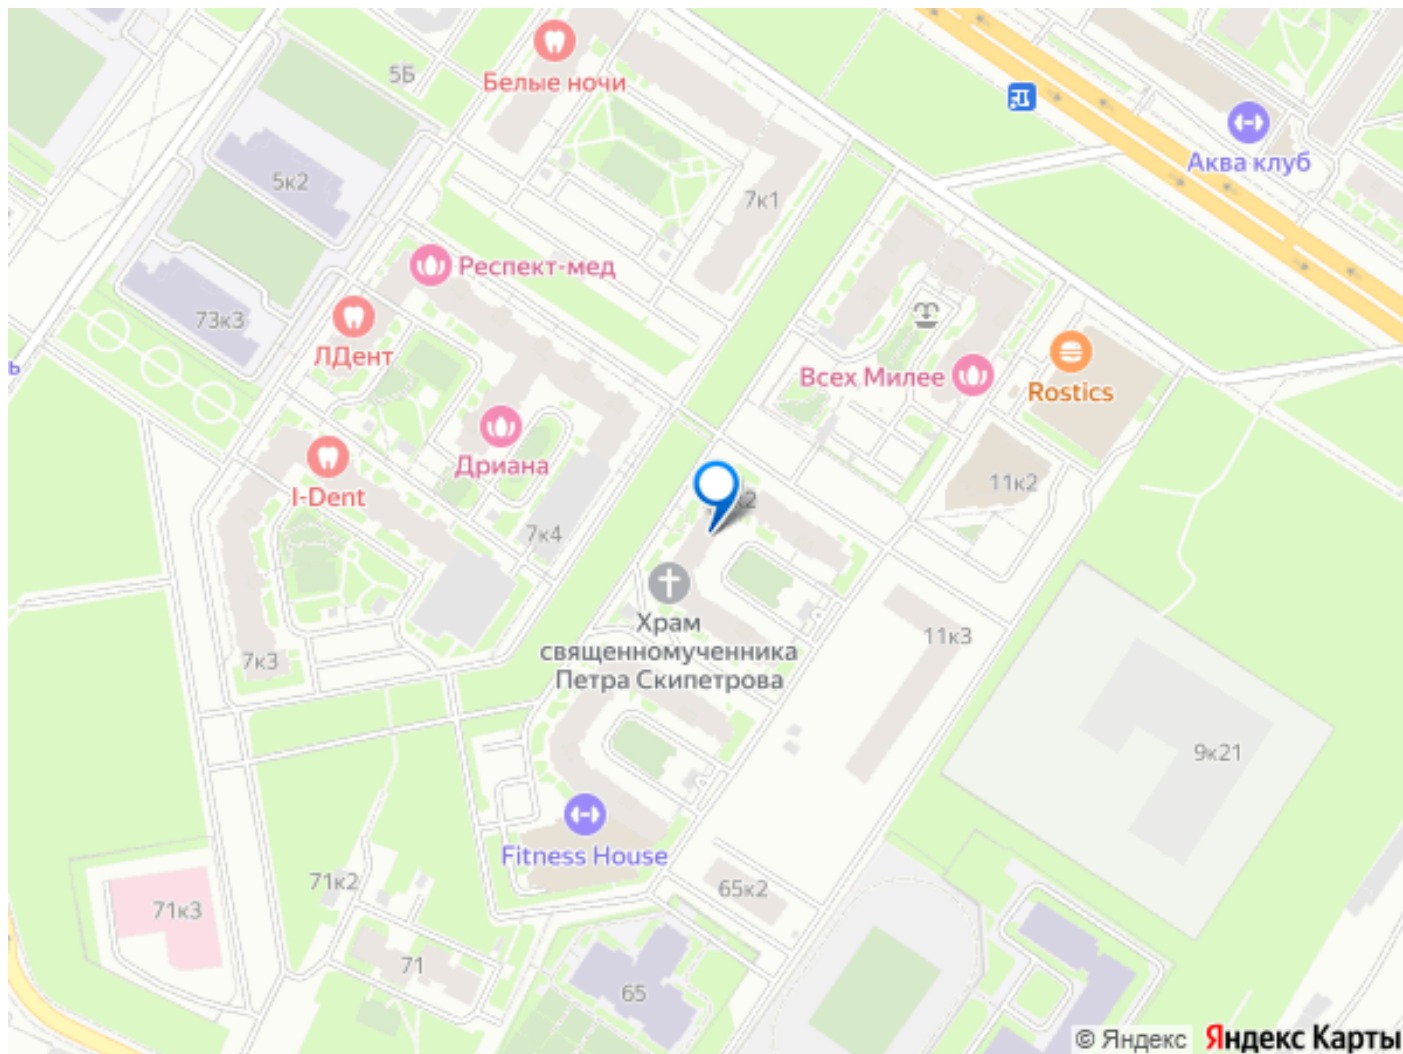 Белые ночи
5Б
Аква клуб
5к2
7к1
Респект-мед
73к3
ЛДент
Всех Милее
Rostics
ь
Дриана
I-Dent
11к2
к2
7к4
Храм
священномученника
Петра Скипетрова
11к3
7к3
9к21
Fitness House
71к2
65к2
71к3
71
65
© Яндекс Яндекс Карты